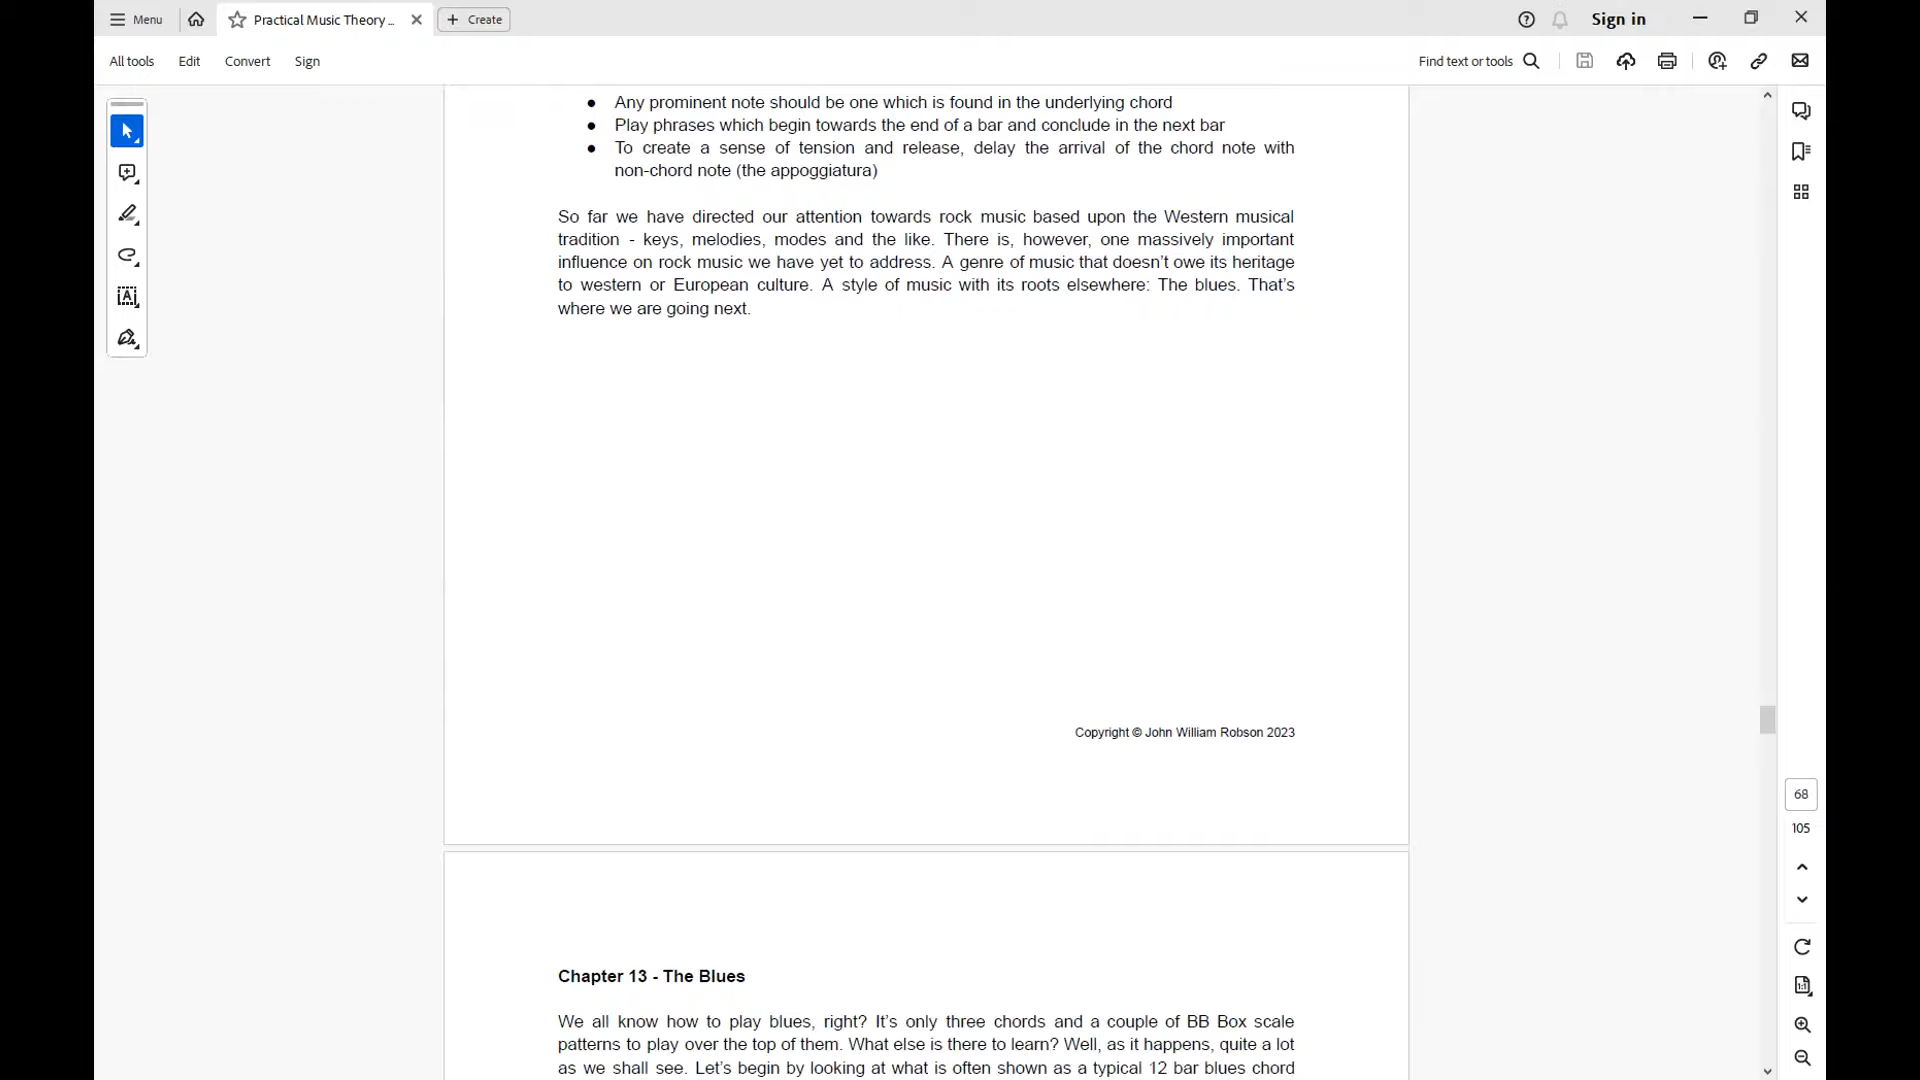 Menu
Practical Music Theory ...
Create
Sign in
All tools
Edit
Convert
Sign
Find text or tools
● Any prominent note should be one which is found in the underlying chord
● Play phrases which begin towards the end of a bar and conclude in the next bar
● To create a sense of tension and release, delay the arrival of the chord note with
non-chord note (the appoggiatura)
So far we have directed our attention towards rock music based upon the Western musical
tradition - keys, melodies, modes and the like. There is, however, one massively important
influence on rock music we have yet to address. A genre of music that doesn’t owe its heritage
to western or European culture. A style of music with its roots elsewhere: The blues. That’s
where we are going next.
Copyright © John William Robson 2023
68
105
Chapter 13 - The Blues
We all know how to play blues, right? It’s only three chords and a couple of BB Box scale
patterns to play over the top of them. What else is there to learn? Well, as it happens, quite a lot
as we shall see. Let’s begin by looking at what is often shown as a typical 12 bar blues chord